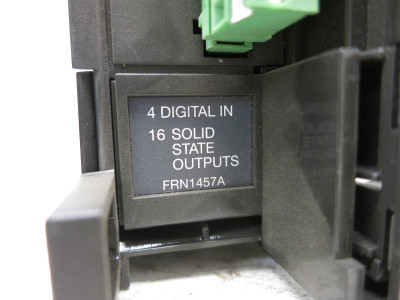 4 DIGITAL IN
16 SOLID
STATE
OUTPUTS
FRN1457A